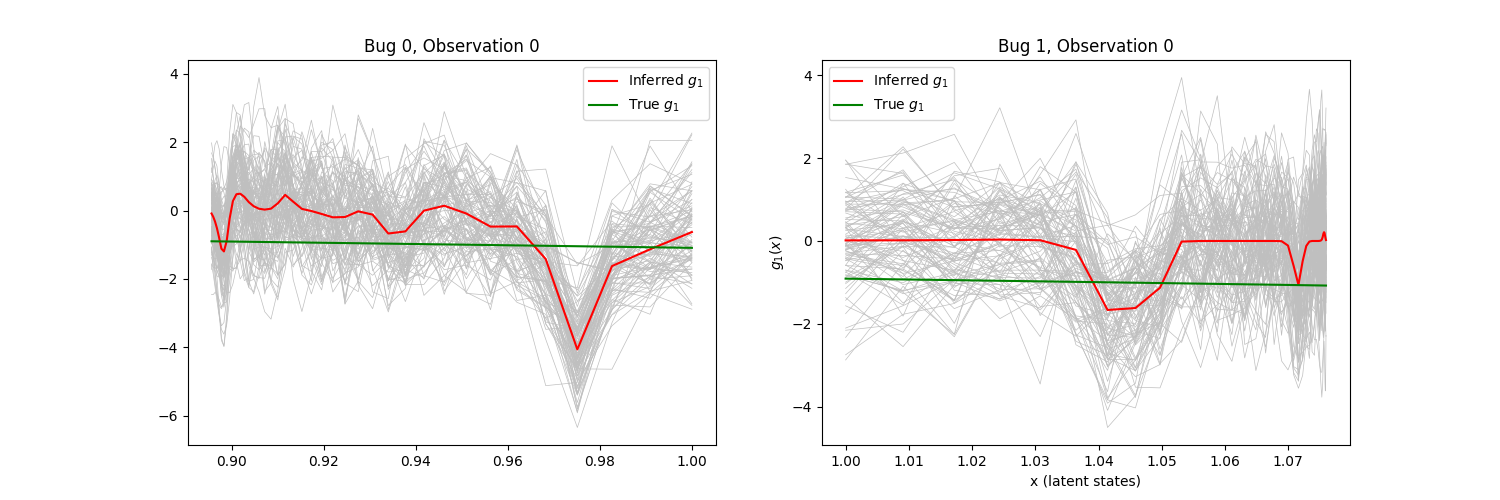 Bug 0, Observation 0
Inferred g₁
True g₁
4
2
0
−2
−4
−6
0.90 0.92 0.94 0.96 0.98 1.00
Bug 1, Observation 0
Inferred g₁
True g₁
g₁(x)
4
2
0
−2
−4
1.00 1.01 1.02 1.03 1.04 1.05 1.06 1.07
x (latent states)